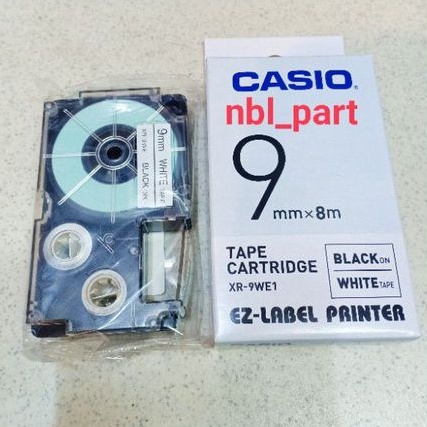 CASIO
nbl_part
9
mm×8m
TAPE
CARTRIDGE
XR-9WE1
BLACK ON
WHITE TAPE
EZ-LABEL PRINTER
9mm WHITE TAPE
BLACK